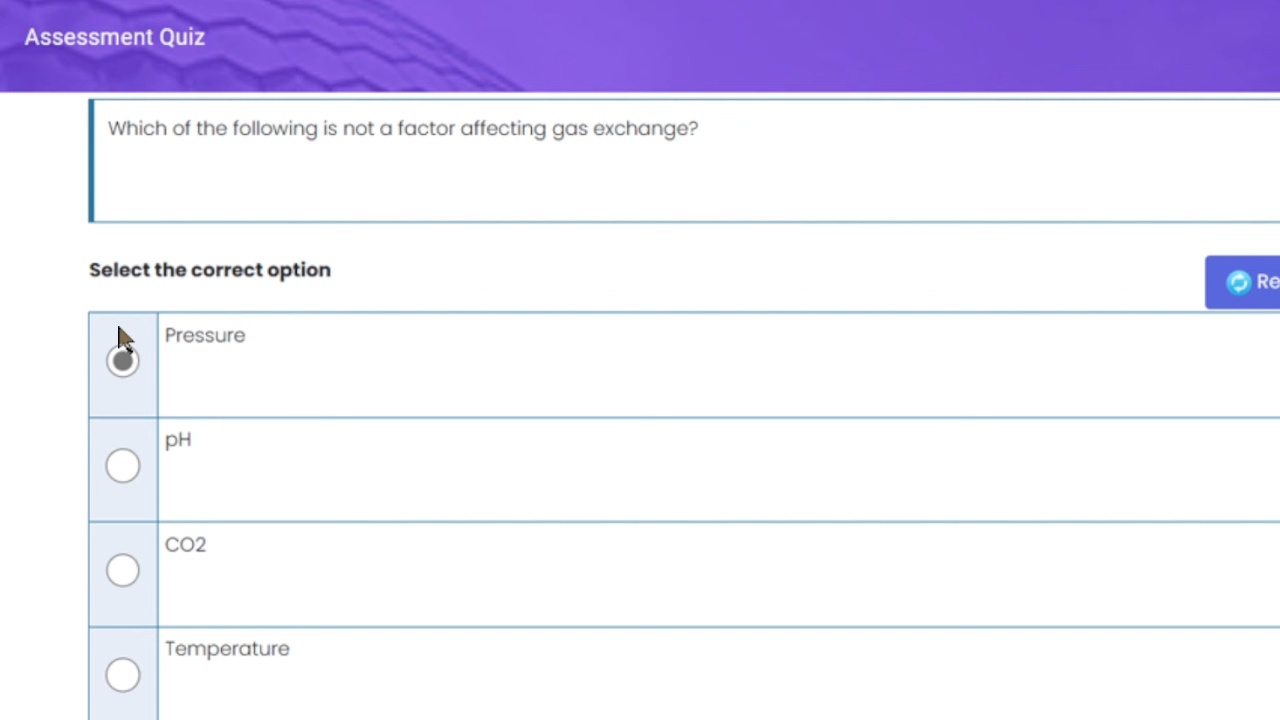 Assessment Quiz
Which of the following is not a factor affecting gas exchange?
Select the correct option
Re
Pressure
pH
CO2
Temperature